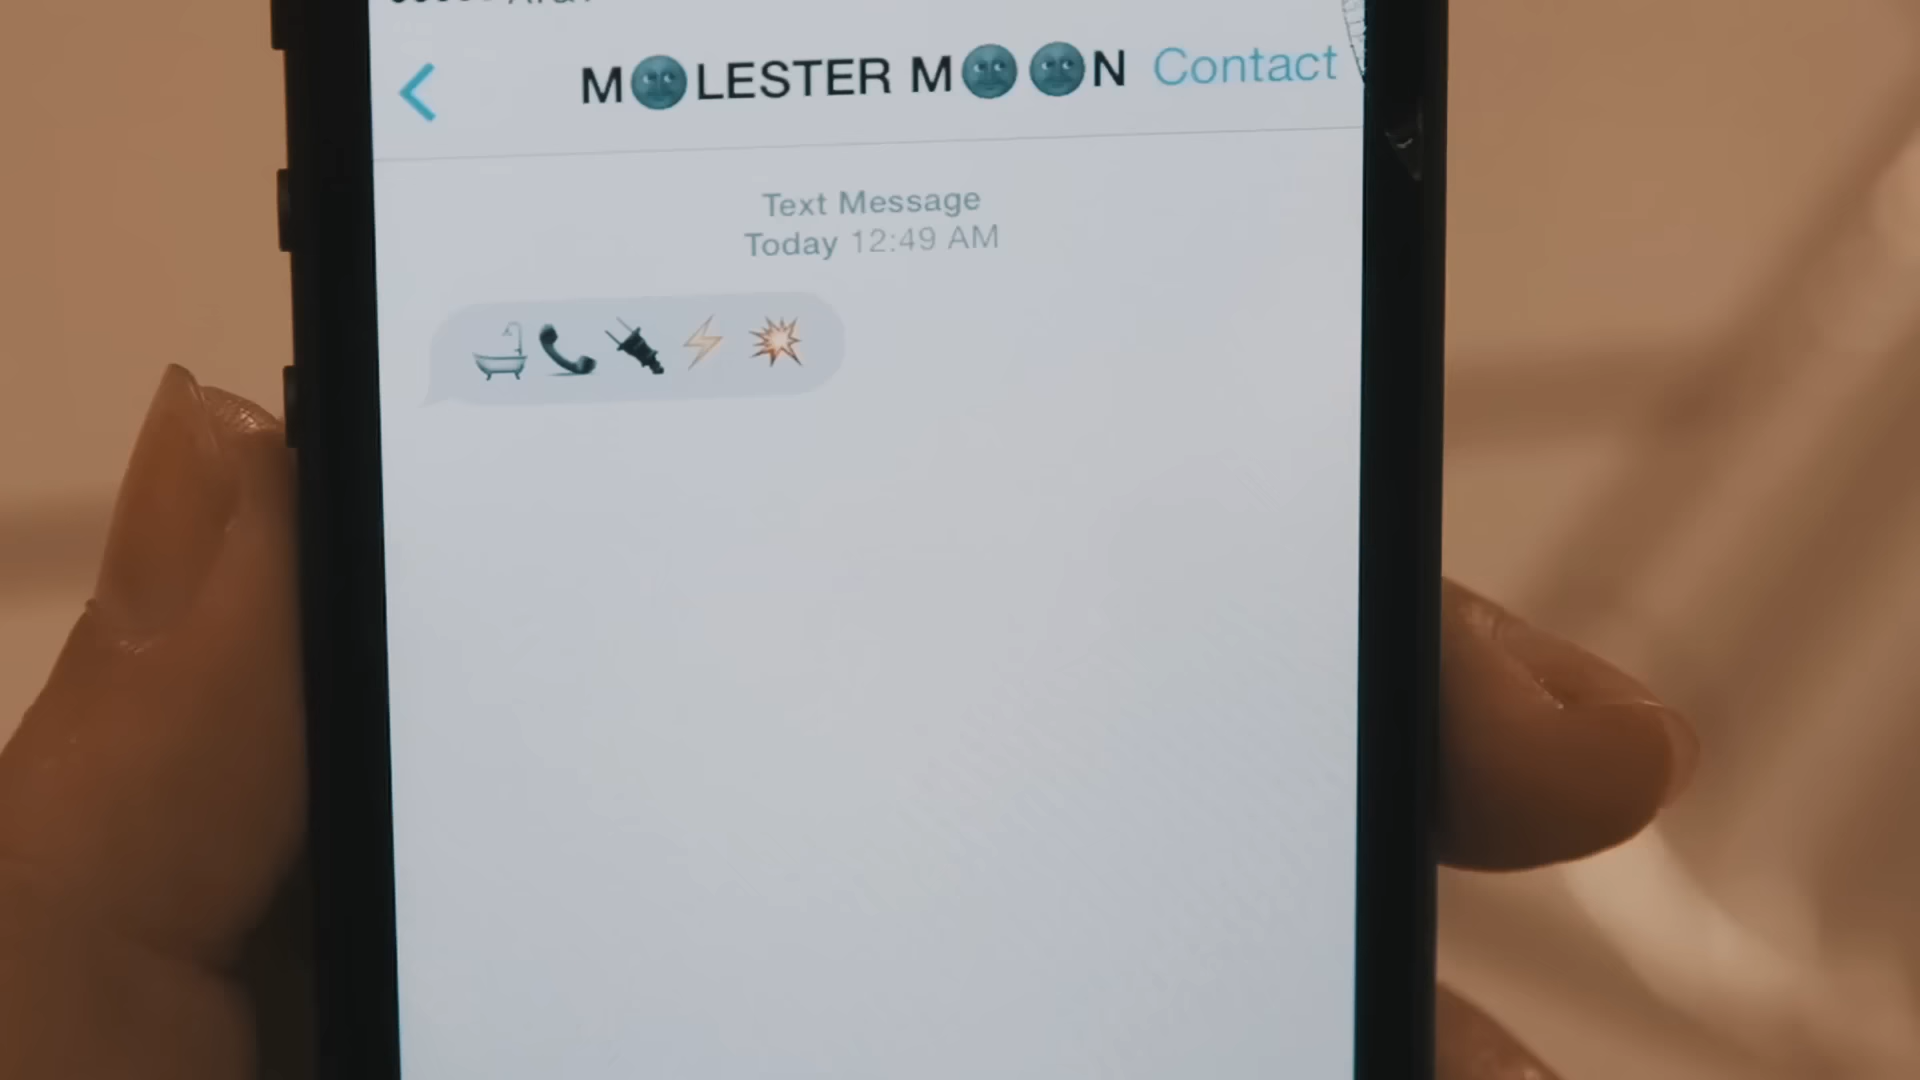 M🌚LESTER M🌚🌚N Contact
Text Message
Today 12:49 AM
🛁📞🔌⚡💥